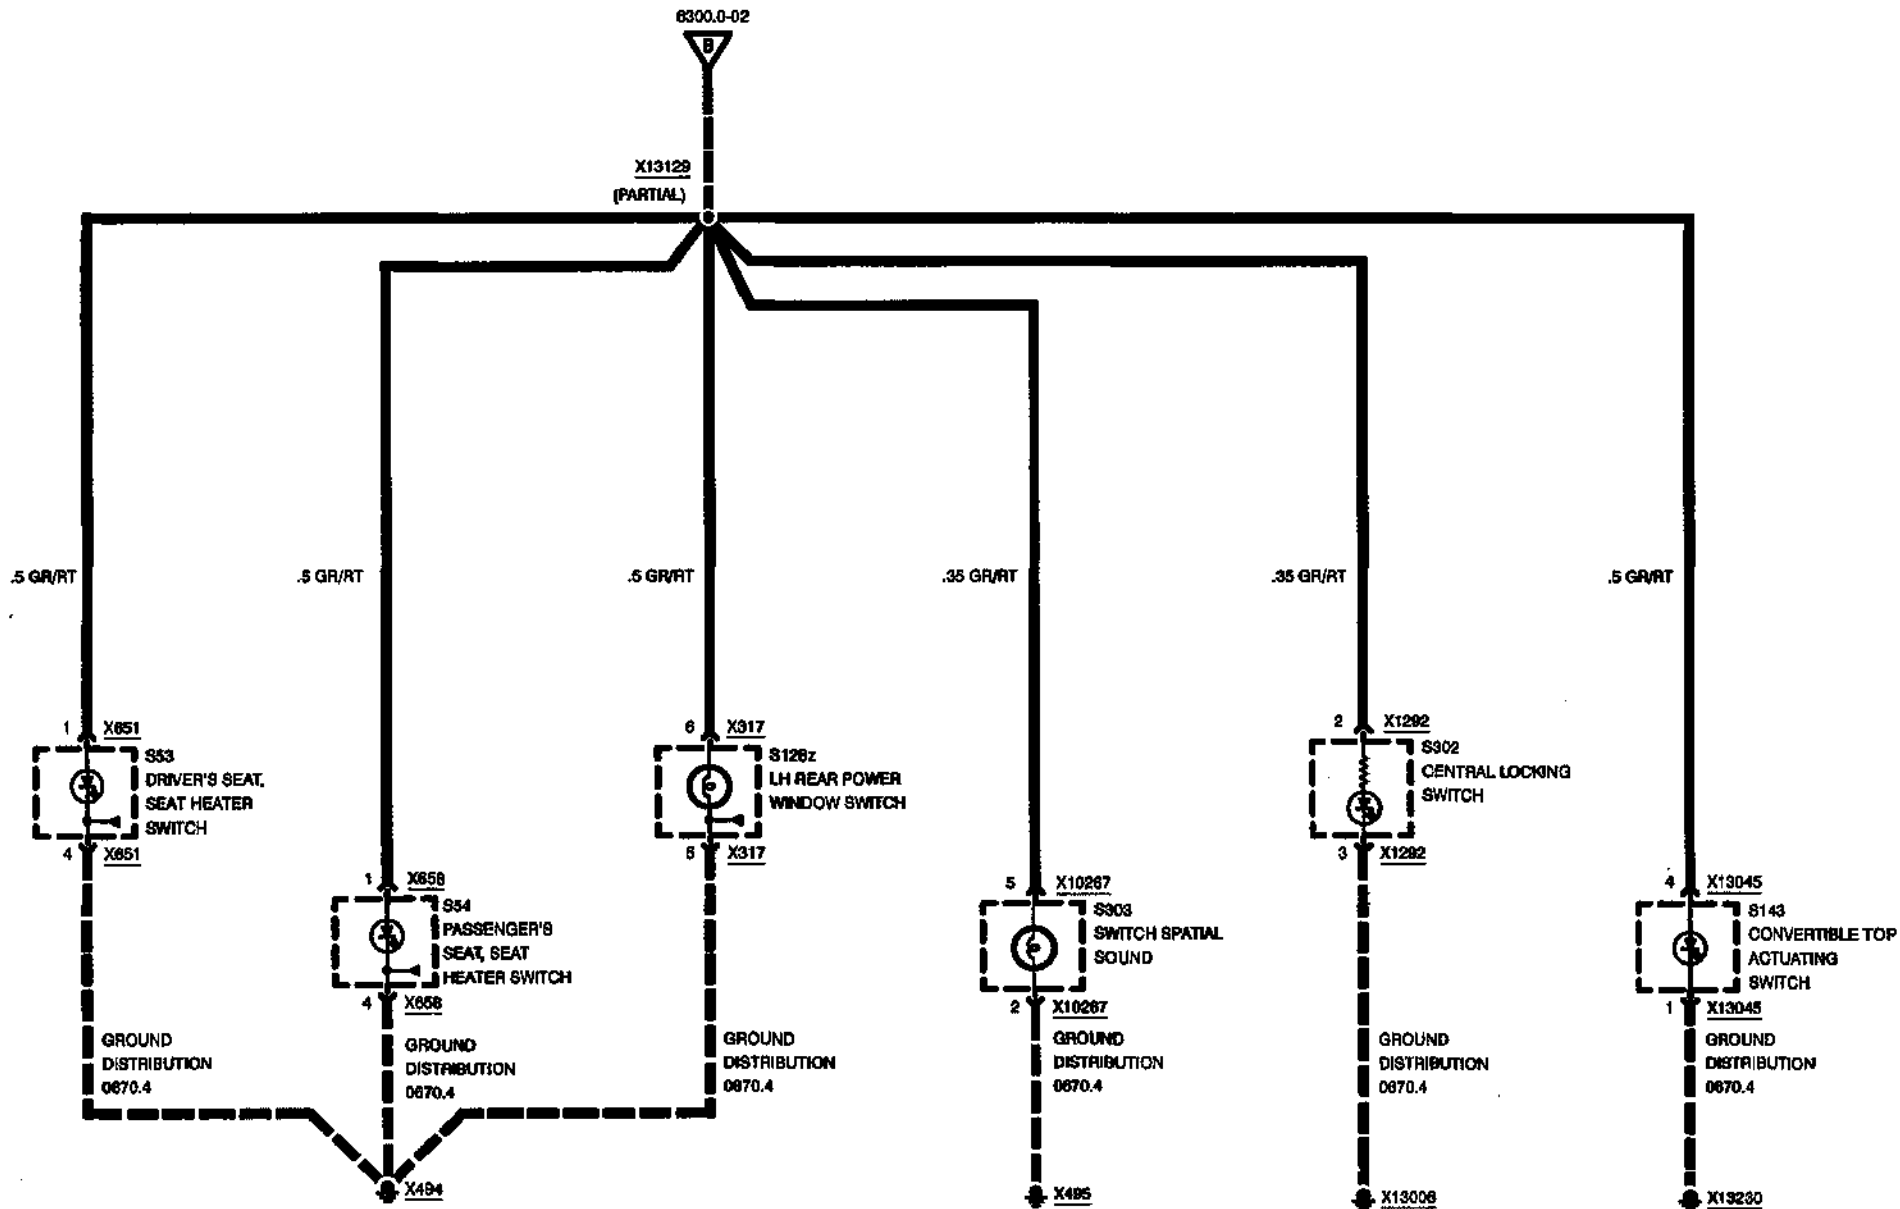 6300.0-02
B
X13129
(PARTIAL)
.5 GR/RT
.5 GR/RT
.5 GR/RT
.35 GR/RT
.35 GR/RT
.5 GR/RT
1 X651
S53
DRIVER'S SEAT,
SEAT HEATER
SWITCH
4 X651
GROUND
DISTRIBUTION
0670.4
1 X658
S54
PASSENGER'S
SEAT, SEAT
HEATER SWITCH
4 X658
GROUND
DISTRIBUTION
0670.4
6 X317
S126z
LH REAR POWER
WINDOW SWITCH
5 X317
GROUND
DISTRIBUTION
0670.4
5 X10267
S303
SWITCH SPATIAL
SOUND
2 X10267
GROUND
DISTRIBUTION
0670.4
2 X1292
S302
CENTRAL LOCKING
SWITCH
3 X1292
GROUND
DISTRIBUTION
0670.4
4 X13045
S143
CONVERTIBLE TOP
ACTUATING
SWITCH
1 X13045
GROUND
DISTRIBUTION
0670.4
X494
X495
X13006
X13230